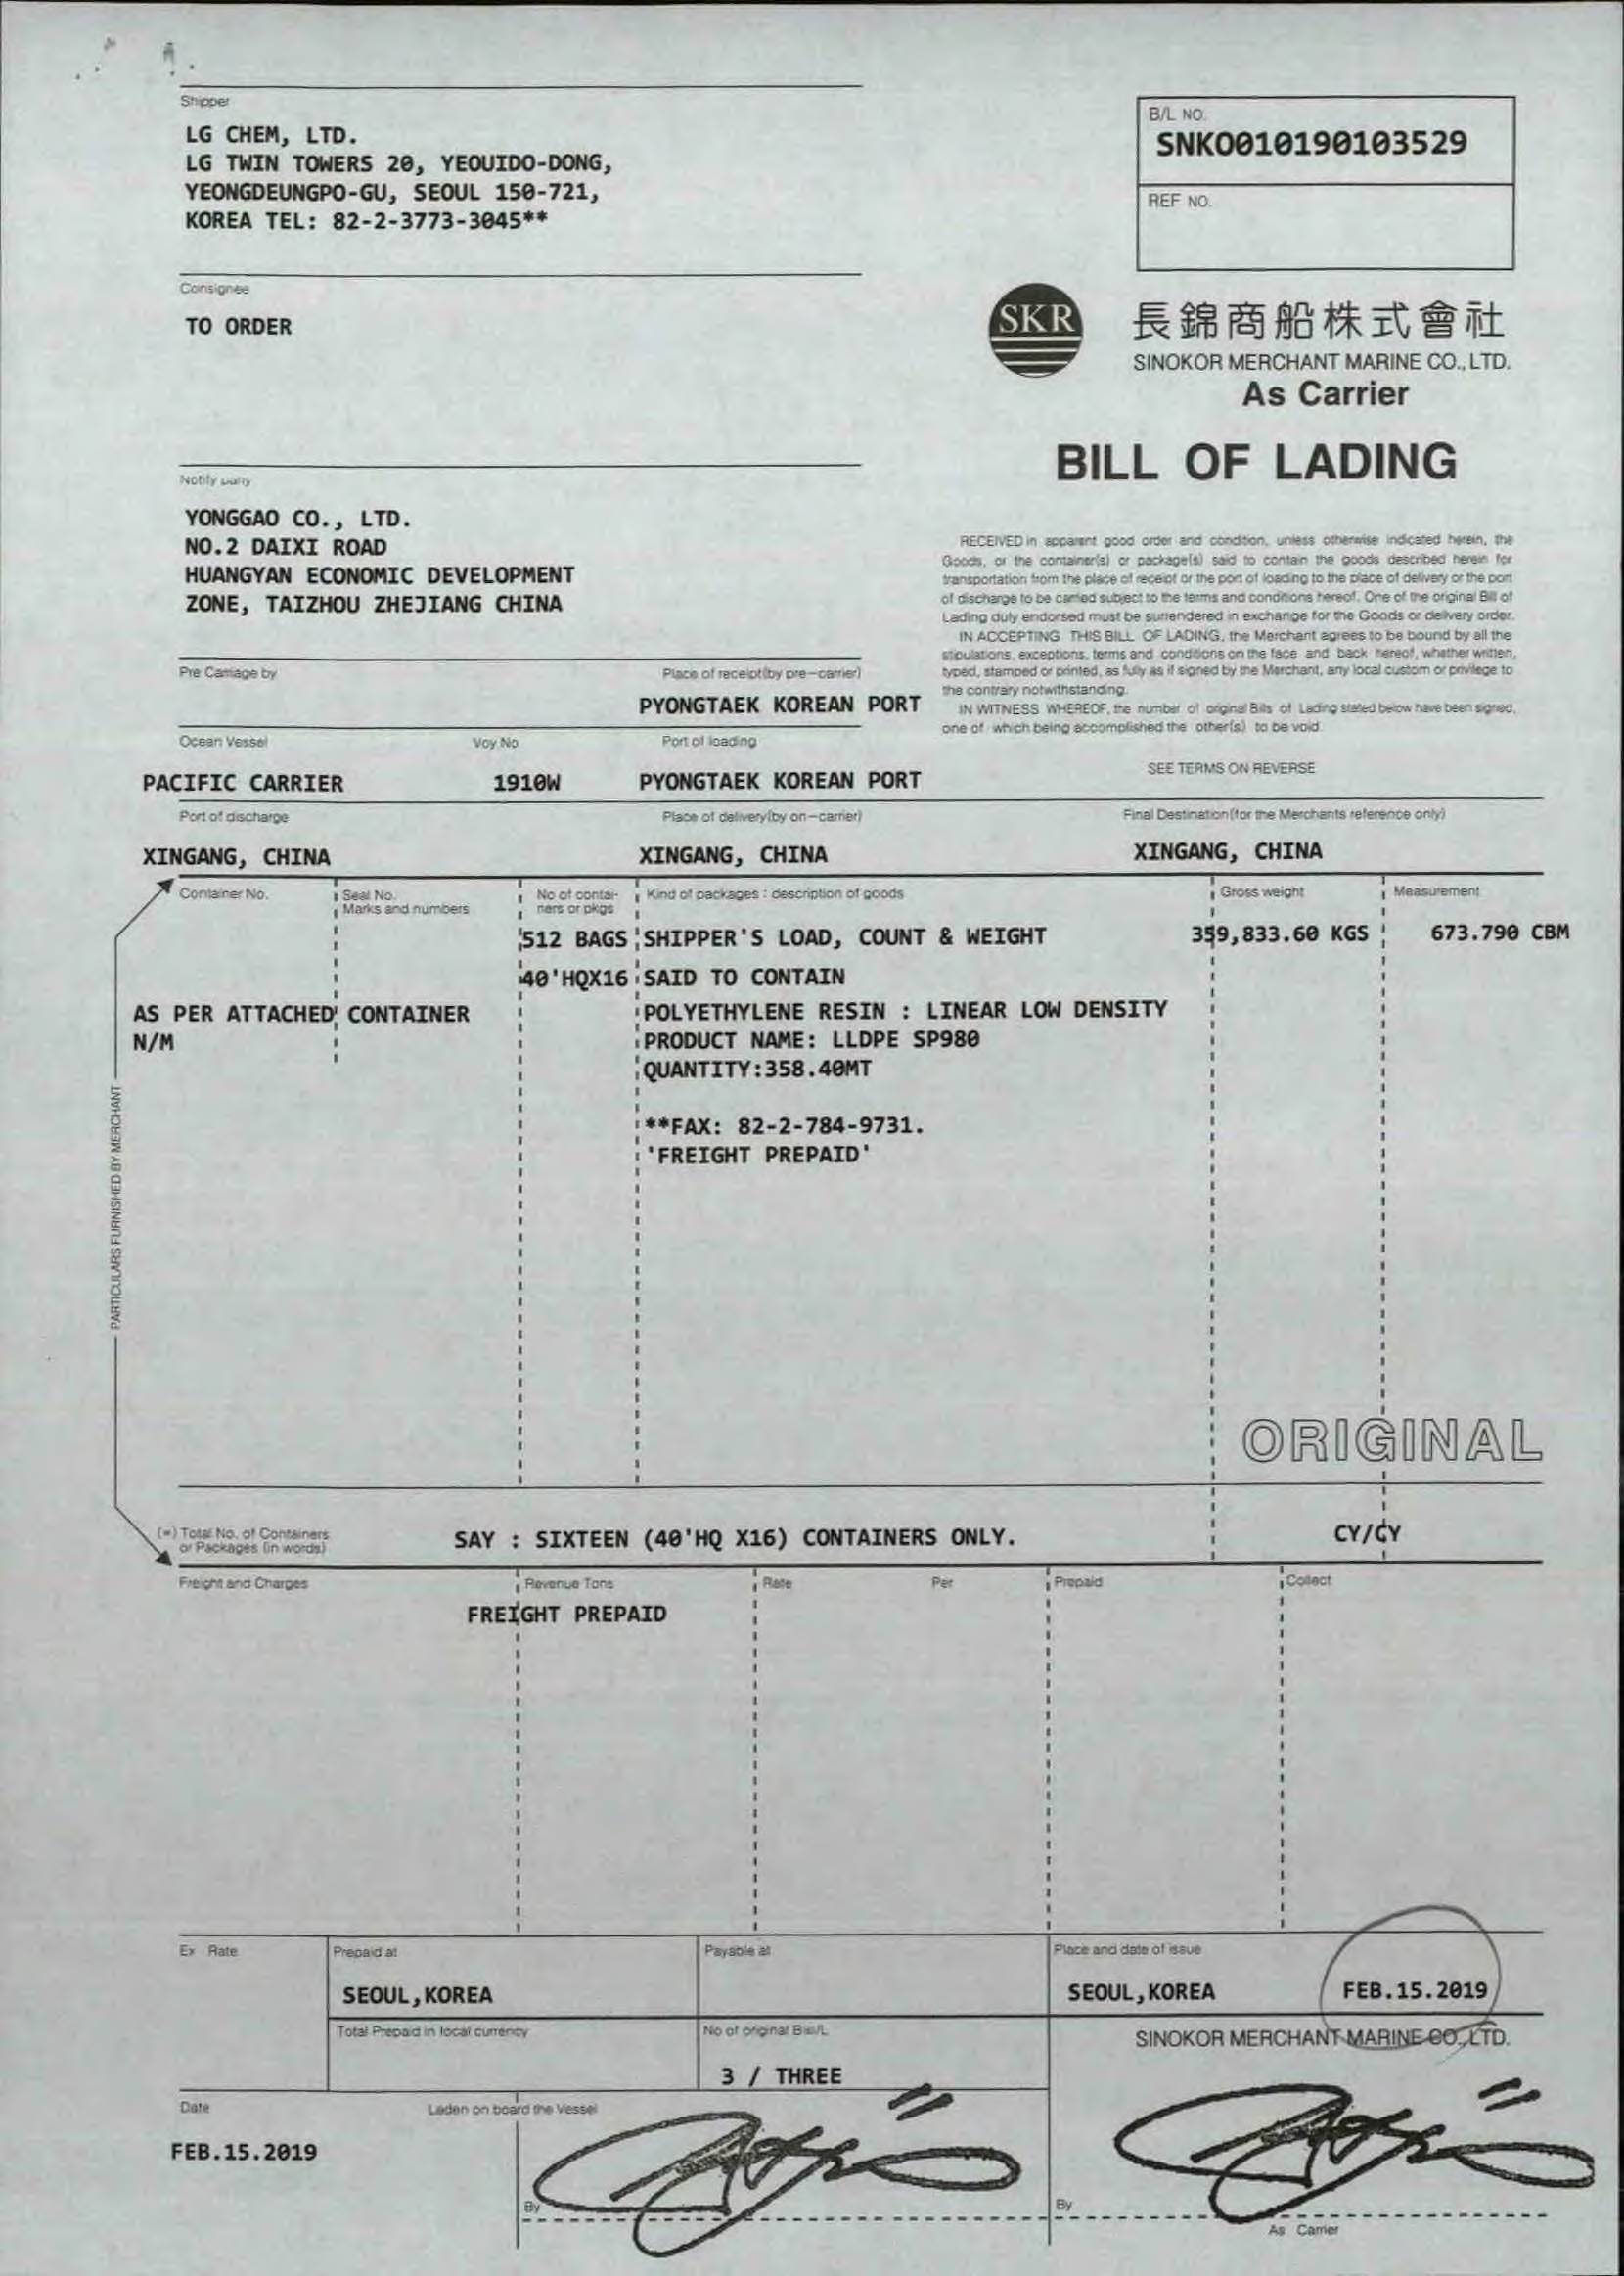 Shipper
LG CHEM, LTD.
LG TWIN TOWERS 20, YEOUIDO-DONG,
YEONGDEUNGPO-GU, SEOUL 150-721,
KOREA TEL: 82-2-3773-3045**
B/L NO.
SNKO010190103529
REF NO.
Consignee
TO ORDER
SKR
長錦商船株式會社
SINOKOR MERCHANT MARINE CO., LTD.
As Carrier
BILL OF LADING
Notify party
YONGGAO CO., LTD.
NO.2 DAIXI ROAD
HUANGYAN ECONOMIC DEVELOPMENT
ZONE, TAIZHOU ZHEJIANG CHINA
RECEIVED in apparent good order and condition, unless otherwise indicated herein, the
Goods, or the container(s) or package(s) said to contain the goods described herein for
transportation from the place of receipt or the port of loading to the place of delivery or the port
of discharge to be carried subject to the terms and conditions hereof. One of the original Bill of
Lading duly endorsed must be surrendered in exchange for the Goods or delivery order.
IN ACCEPTING THIS BILL OF LADING, the Merchant agrees to be bound by all the
stipulations, exceptions, terms and conditions on the face and back hereof, whether written,
typed, stamped or printed, as fully as if signed by the Merchant, any local custom or privilege to
the contrary notwithstanding.
IN WITNESS WHEREOF, the number of original Bills of Lading stated below have been signed,
one of which being accomplished the other(s) to be void.
SEE TERMS ON REVERSE
Pre Carriage by
Place of receipt(by pre-carrier)
PYONGTAEK KOREAN PORT
Ocean Vessel Voy No Port of loading
PACIFIC CARRIER 1910W PYONGTAEK KOREAN PORT
Port of discharge Place of delivery(by on-carrier) Final Destination(for the Merchants reference only)
XINGANG, CHINA XINGANG, CHINA XINGANG, CHINA
Container No. Seal No. No of contai- Kind of packages : description of goods Gross weight Measurement
Marks and numbers ners or pkgs
512 BAGS SHIPPER'S LOAD, COUNT & WEIGHT 359,833.60 KGS 673.790 CBM
40'HQX16 SAID TO CONTAIN
AS PER ATTACHED CONTAINER POLYETHYLENE RESIN : LINEAR LOW DENSITY
N/M PRODUCT NAME: LLDPE SP980
QUANTITY:358.40MT
**FAX: 82-2-784-9731.
'FREIGHT PREPAID'
PARTICULARS FURNISHED BY MERCHANT
ORIGINAL
(*) Total No. of Containers
or Packages (in words)
SAY : SIXTEEN (40'HQ X16) CONTAINERS ONLY. CY/CY
Freight and Charges Revenue Tons Rate Per Prepaid Collect
FREIGHT PREPAID
Ex Rate Prepaid at Payable at Place and date of issue
SEOUL,KOREA SEOUL,KOREA FEB.15.2019
Total Prepaid in local currency No of original B(s)/L SINOKOR MERCHANT MARINE CO., LTD.
3 / THREE
Date Laden on board the Vessel
FEB.15.2019
By By
As Carrier